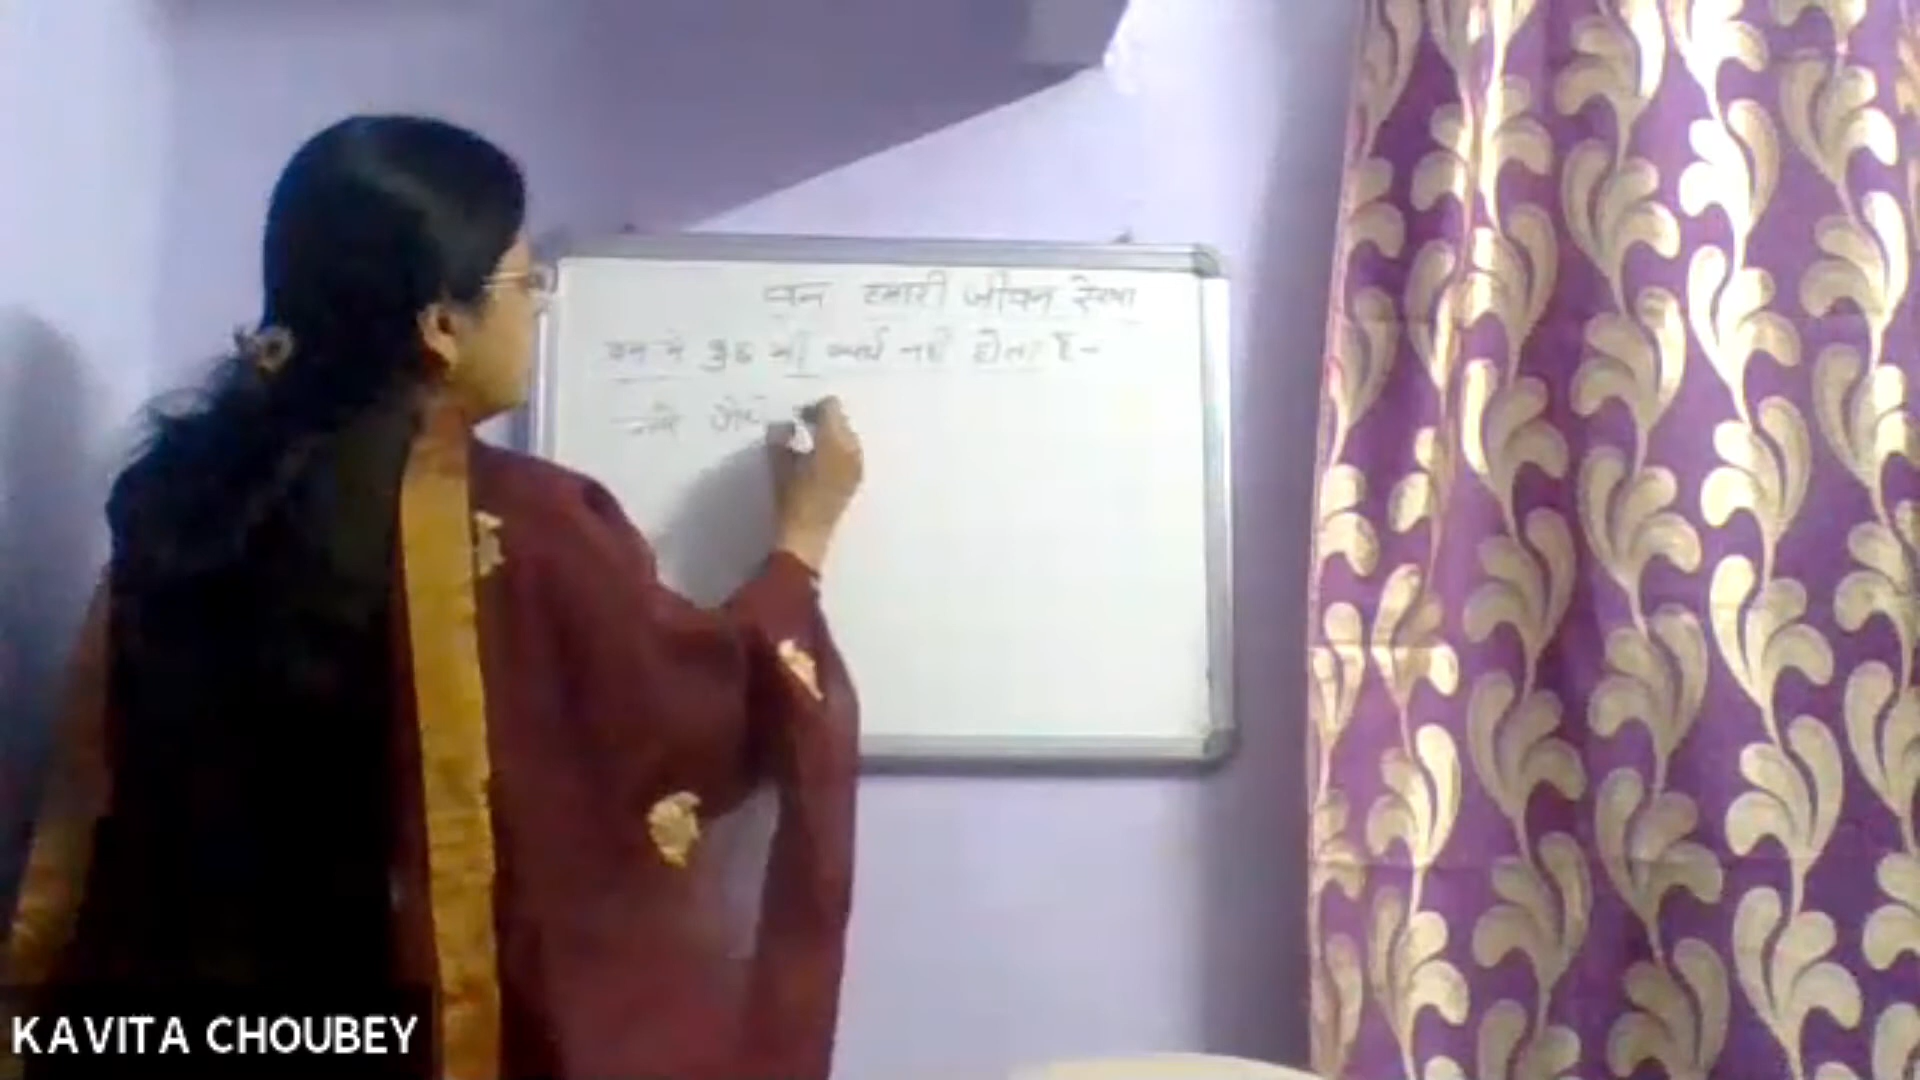 वन हमारी जीवन रेखा
वन में कुछ भी व्यर्थ नहीं होता है-
KAVITA CHOUBEY